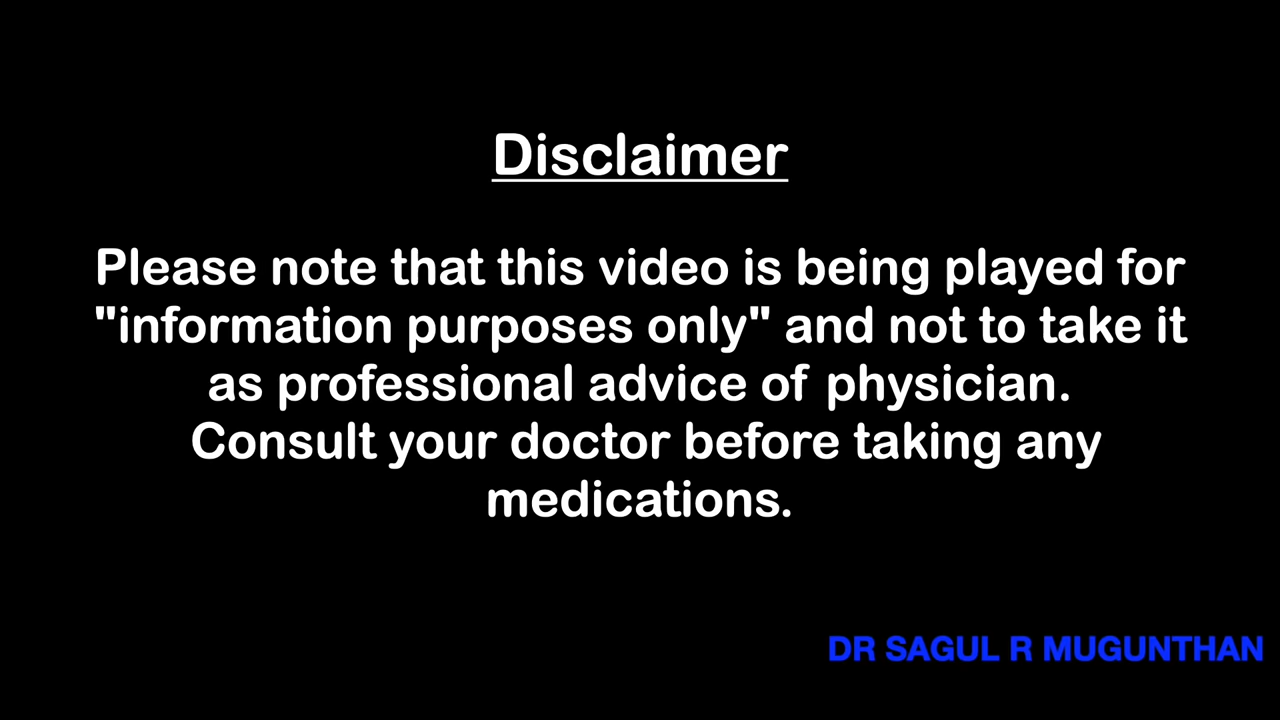 Disclaimer
Please note that this video is being played for
"information purposes only" and not to take it
as professional advice of physician.
Consult your doctor before taking any
medications.
DR SAGUL R MUGUNTHAN